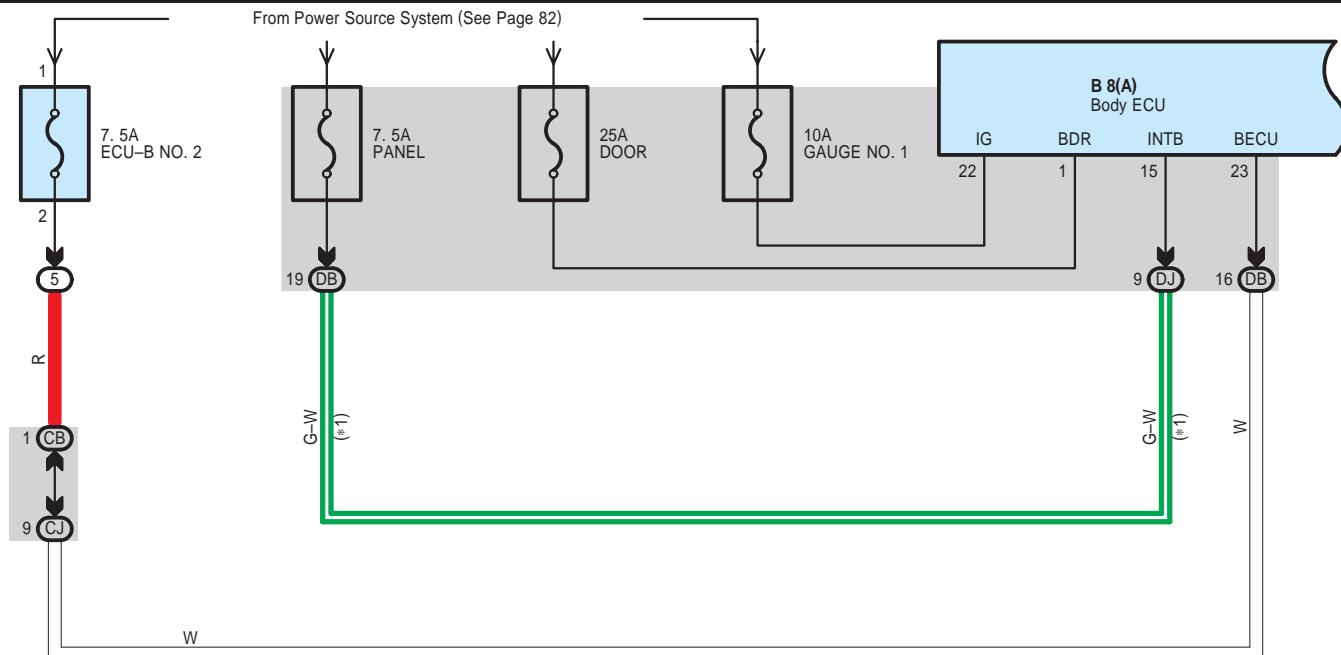 From Power Source System (See Page 82)
1
7. 5A
ECU–B NO. 2
2
5
R
1 CB
9 CJ
W
7. 5A
PANEL
19 DB
G–W
(*1)
25A
DOOR
10A
GAUGE NO. 1
B 8(A)
Body ECU
IG BDR INTB BECU
22 1 15 23
9 DJ
16 DB
G–W
(*1)
W